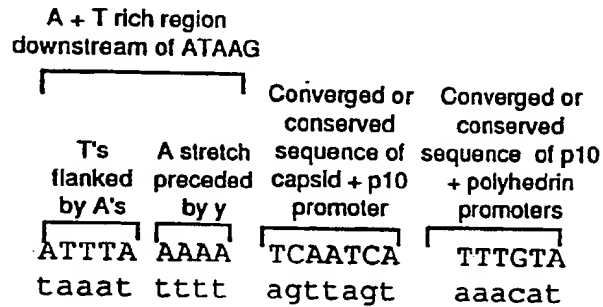 A + T rich region
downstream of ATAAG
T's
flanked
by A's
A stretch
preceded
by y
Converged or
conserved
sequence of
capsid + p10
promoter
Converged or
conserved
sequence of p10
+ polyhedrin
promoters
ATTTA AAAA TCAATCA TTTGTA
taaat tttt agttagt aaacat